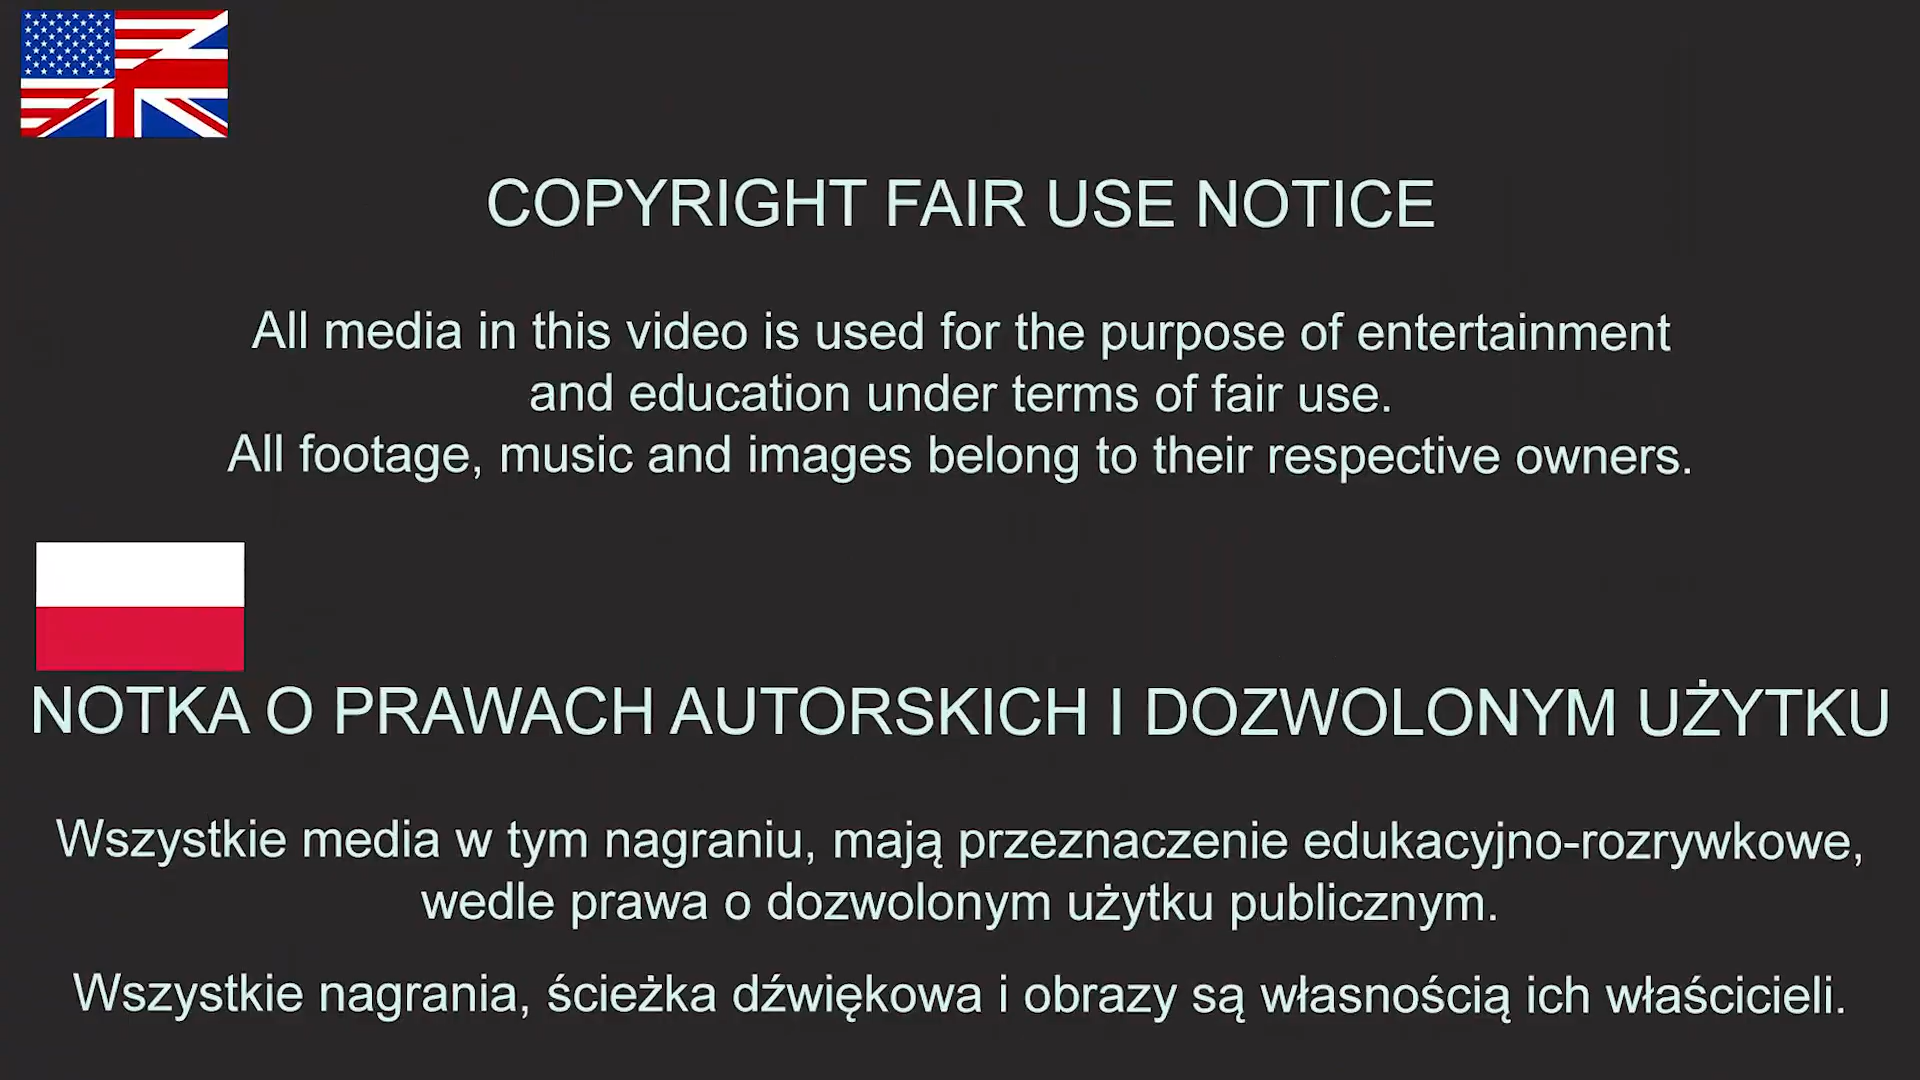 COPYRIGHT FAIR USE NOTICE
All media in this video is used for the purpose of entertainment
and education under terms of fair use.
All footage, music and images belong to their respective owners.
NOTKA O PRAWACH AUTORSKICH I DOZWOLONYM UŻYTKU
Wszystkie media w tym nagraniu, mają przeznaczenie edukacyjno-rozrywkowe,
wedle prawa o dozwolonym użytku publicznym.
Wszystkie nagrania, ścieżka dźwiękowa i obrazy są własnością ich właścicieli.